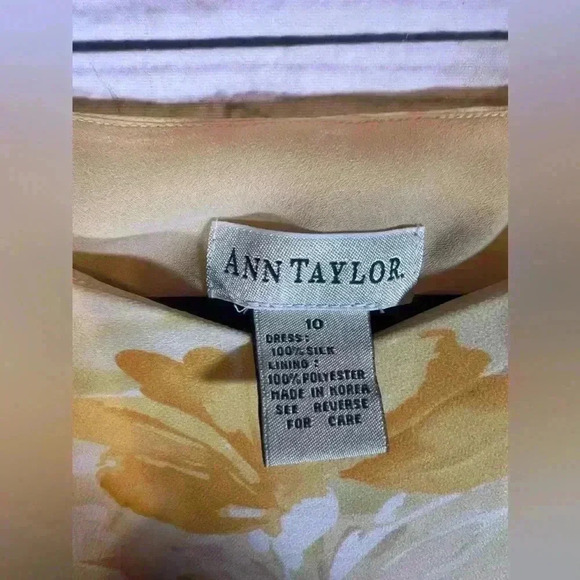 ANN TAYLOR.
10
DRESS:
100% SILK
LINING:
100% POLYESTER
MADE IN KOREA
SEE REVERSE
FOR CARE